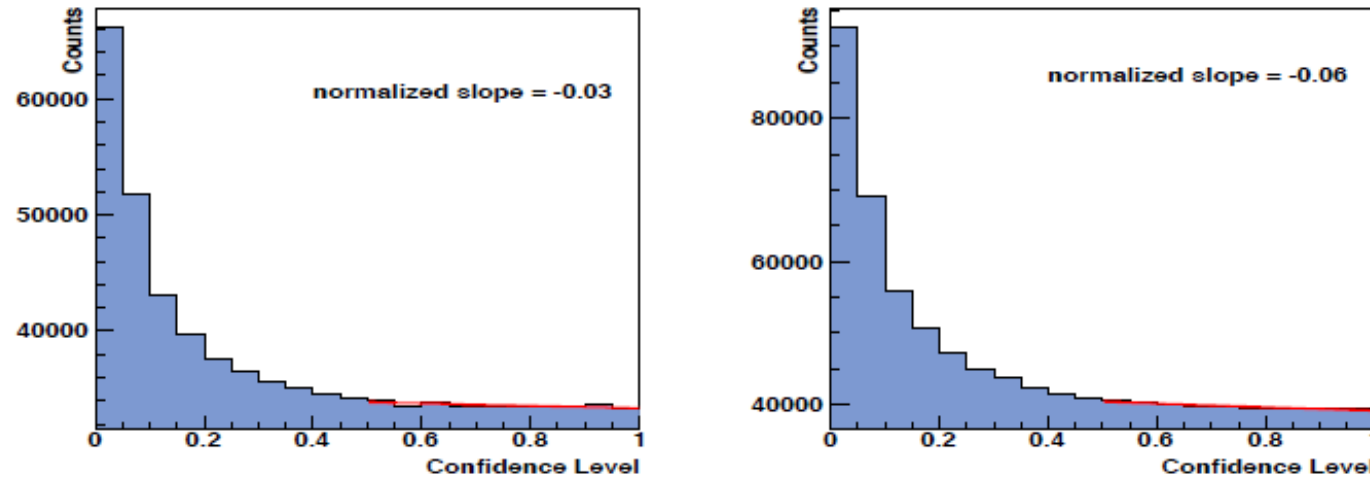 Counts
normalized slope = -0.03
60000
50000
40000
0 0.2 0.4 0.6 0.8 1
Confidence Level
Counts
normalized slope = -0.06
80000
60000
40000
0 0.2 0.4 0.6 0.8 1
Confidence Level